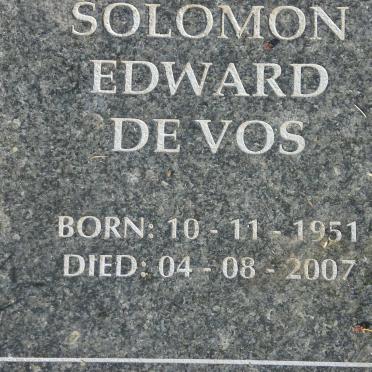 SOLOMON
EDWARD
DE VOS
BORN: 10 - 11 - 1951
DIED: 04 - 08 - 2007